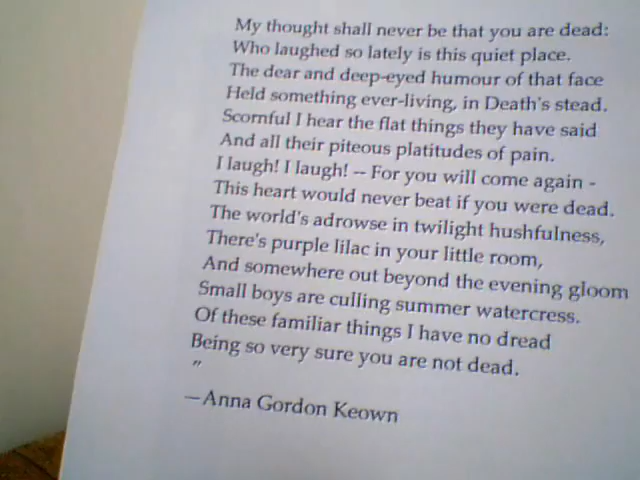 My thought shall never be that you are dead:
Who laughed so lately is this quiet place.
The dear and deep-eyed humour of that face
Held something ever-living, in Death's stead.
Scornful I hear the flat things they have said
And all their piteous platitudes of pain.
I laugh! I laugh! -- For you will come again -
This heart would never beat if you were dead.
The world's adrowse in twilight hushfulness,
There's purple lilac in your little room,
And somewhere out beyond the evening gloom
Small boys are culling summer watercress.
Of these familiar things I have no dread
Being so very sure you are not dead.
”
—Anna Gordon Keown